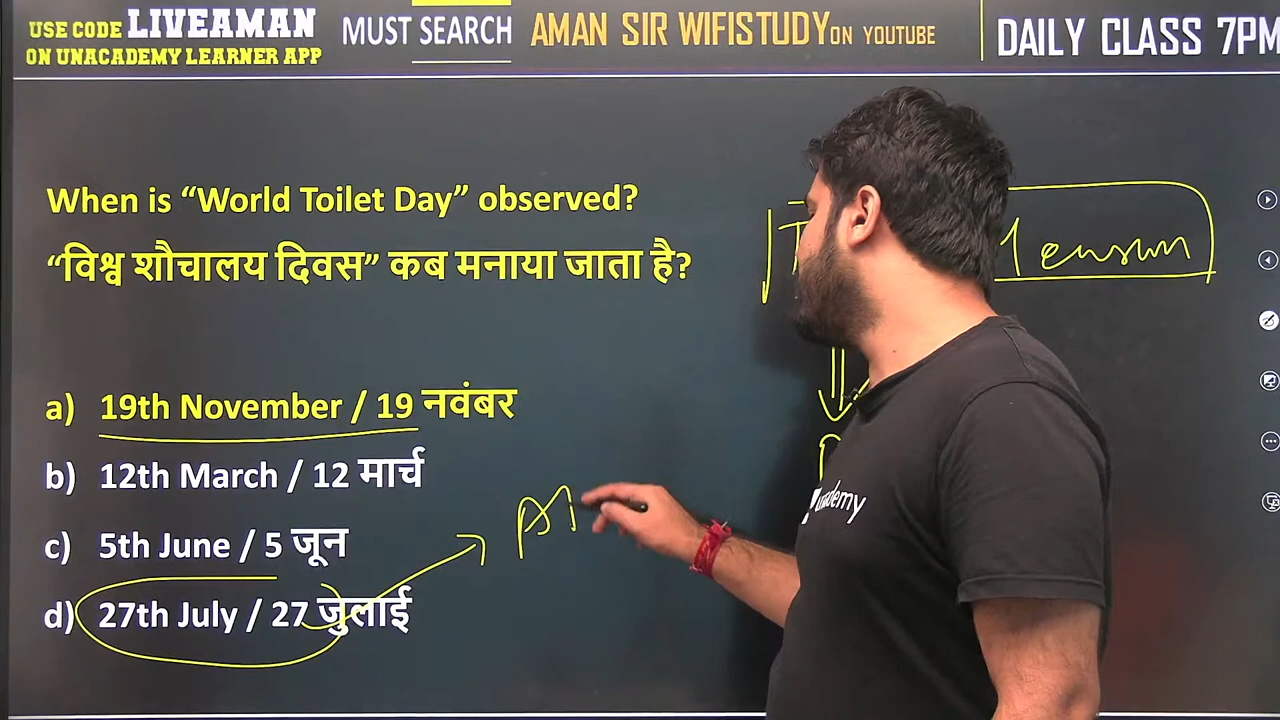 USE CODE LIVEAMAN
ON UNACADEMY LEARNER APP
MUST SEARCH
AMAN SIR WIFISTUDY ON YOUTUBE
DAILY CLASS 7PM
When is “World Toilet Day” observed?
“विश्व शौचालय दिवस” कब मनाया जाता है?
a) 19th November / 19 नवंबर
b) 12th March / 12 मार्च
c) 5th June / 5 जून
d) 27th July / 27 जुलाई